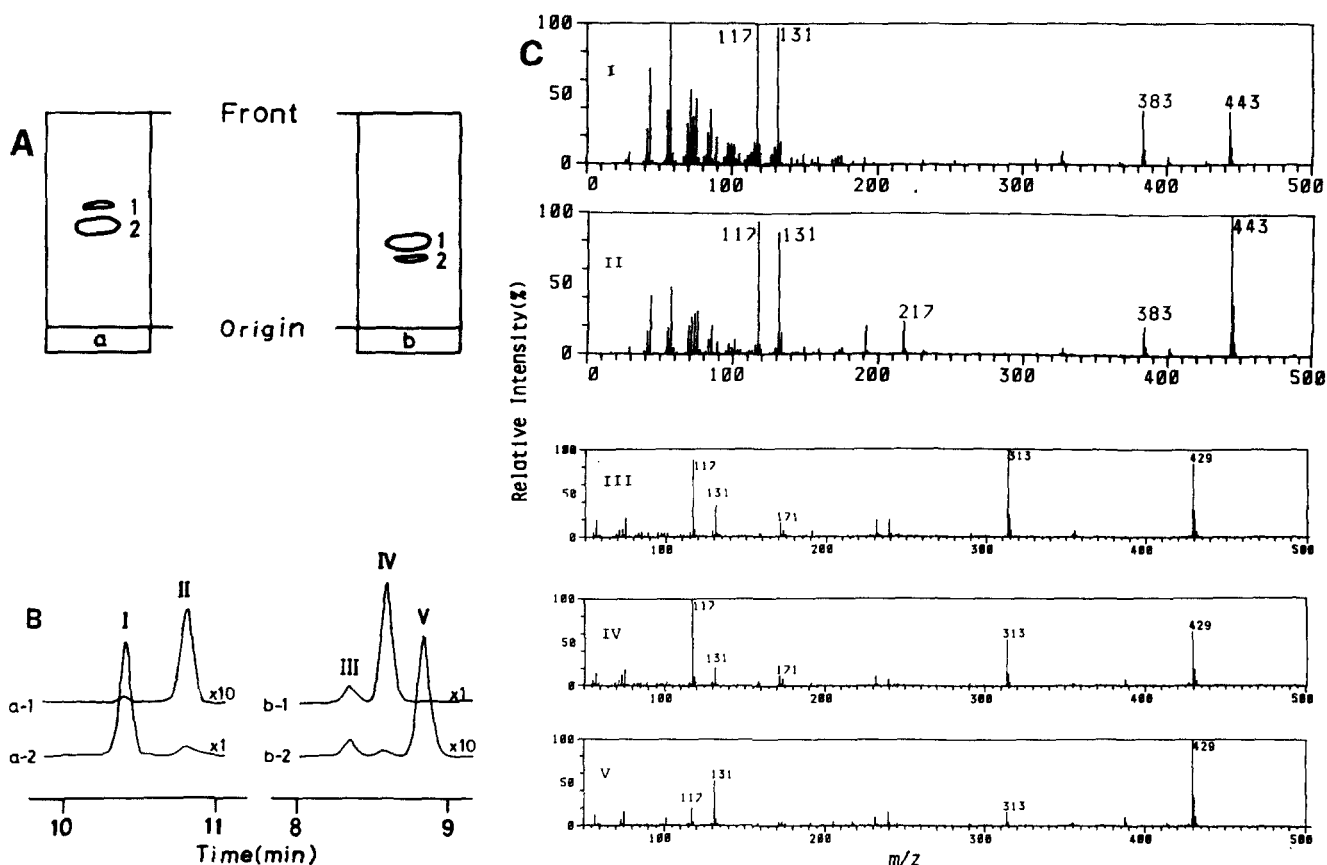 A
Front
Origin
1
2
a
1
2
b
B
I
II
III
IV
V
a-1
x10
a-2
x1
b-1
x1
b-2
x10
10
11
8
9
Time(min)
C
Relative Intensity(%)
100
50
0
I
117
131
383
443
0
100
200
300
400
500
100
50
0
II
117
131
217
383
443
0
100
200
300
400
500
100
50
0
III
117
131
171
313
429
100
200
300
400
500
100
50
0
IV
117
131
171
313
429
100
200
300
400
500
100
50
0
V
117
131
313
429
100
200
300
400
500
m/z